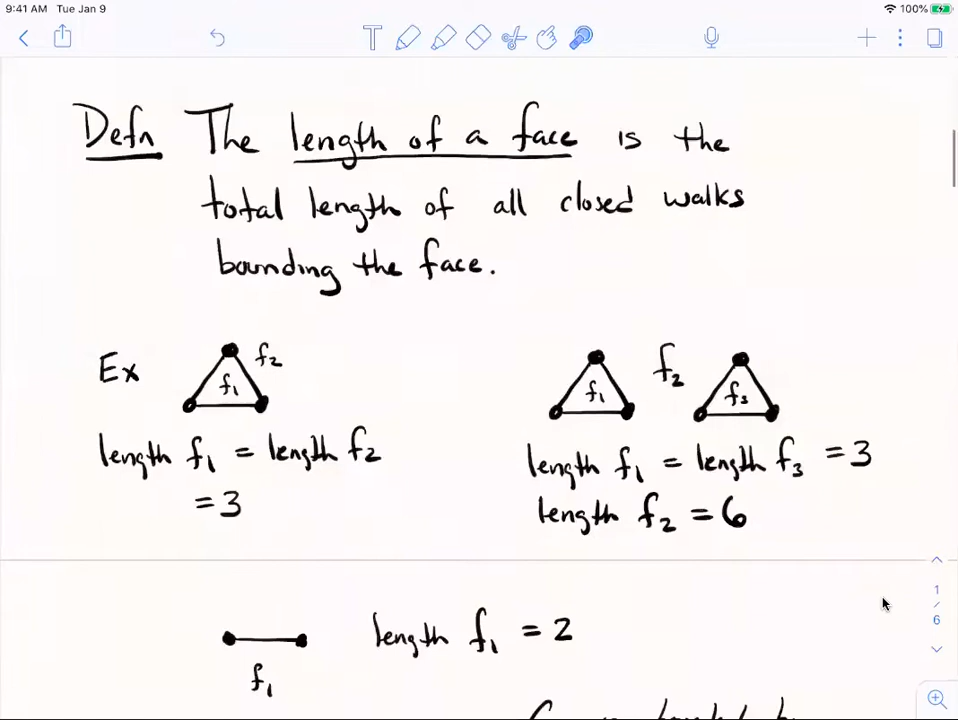 9:41 AM Tue Jan 9
100%
Defn The length of a face is the
total length of all closed walks
bounding the face.
Ex
f₂
f₁
length f₁ = length f₂
= 3
f₁
f₂
f₃
length f₁ = length f₃ = 3
length f₂ = 6
1
/
6
length f₁ = 2
f₁